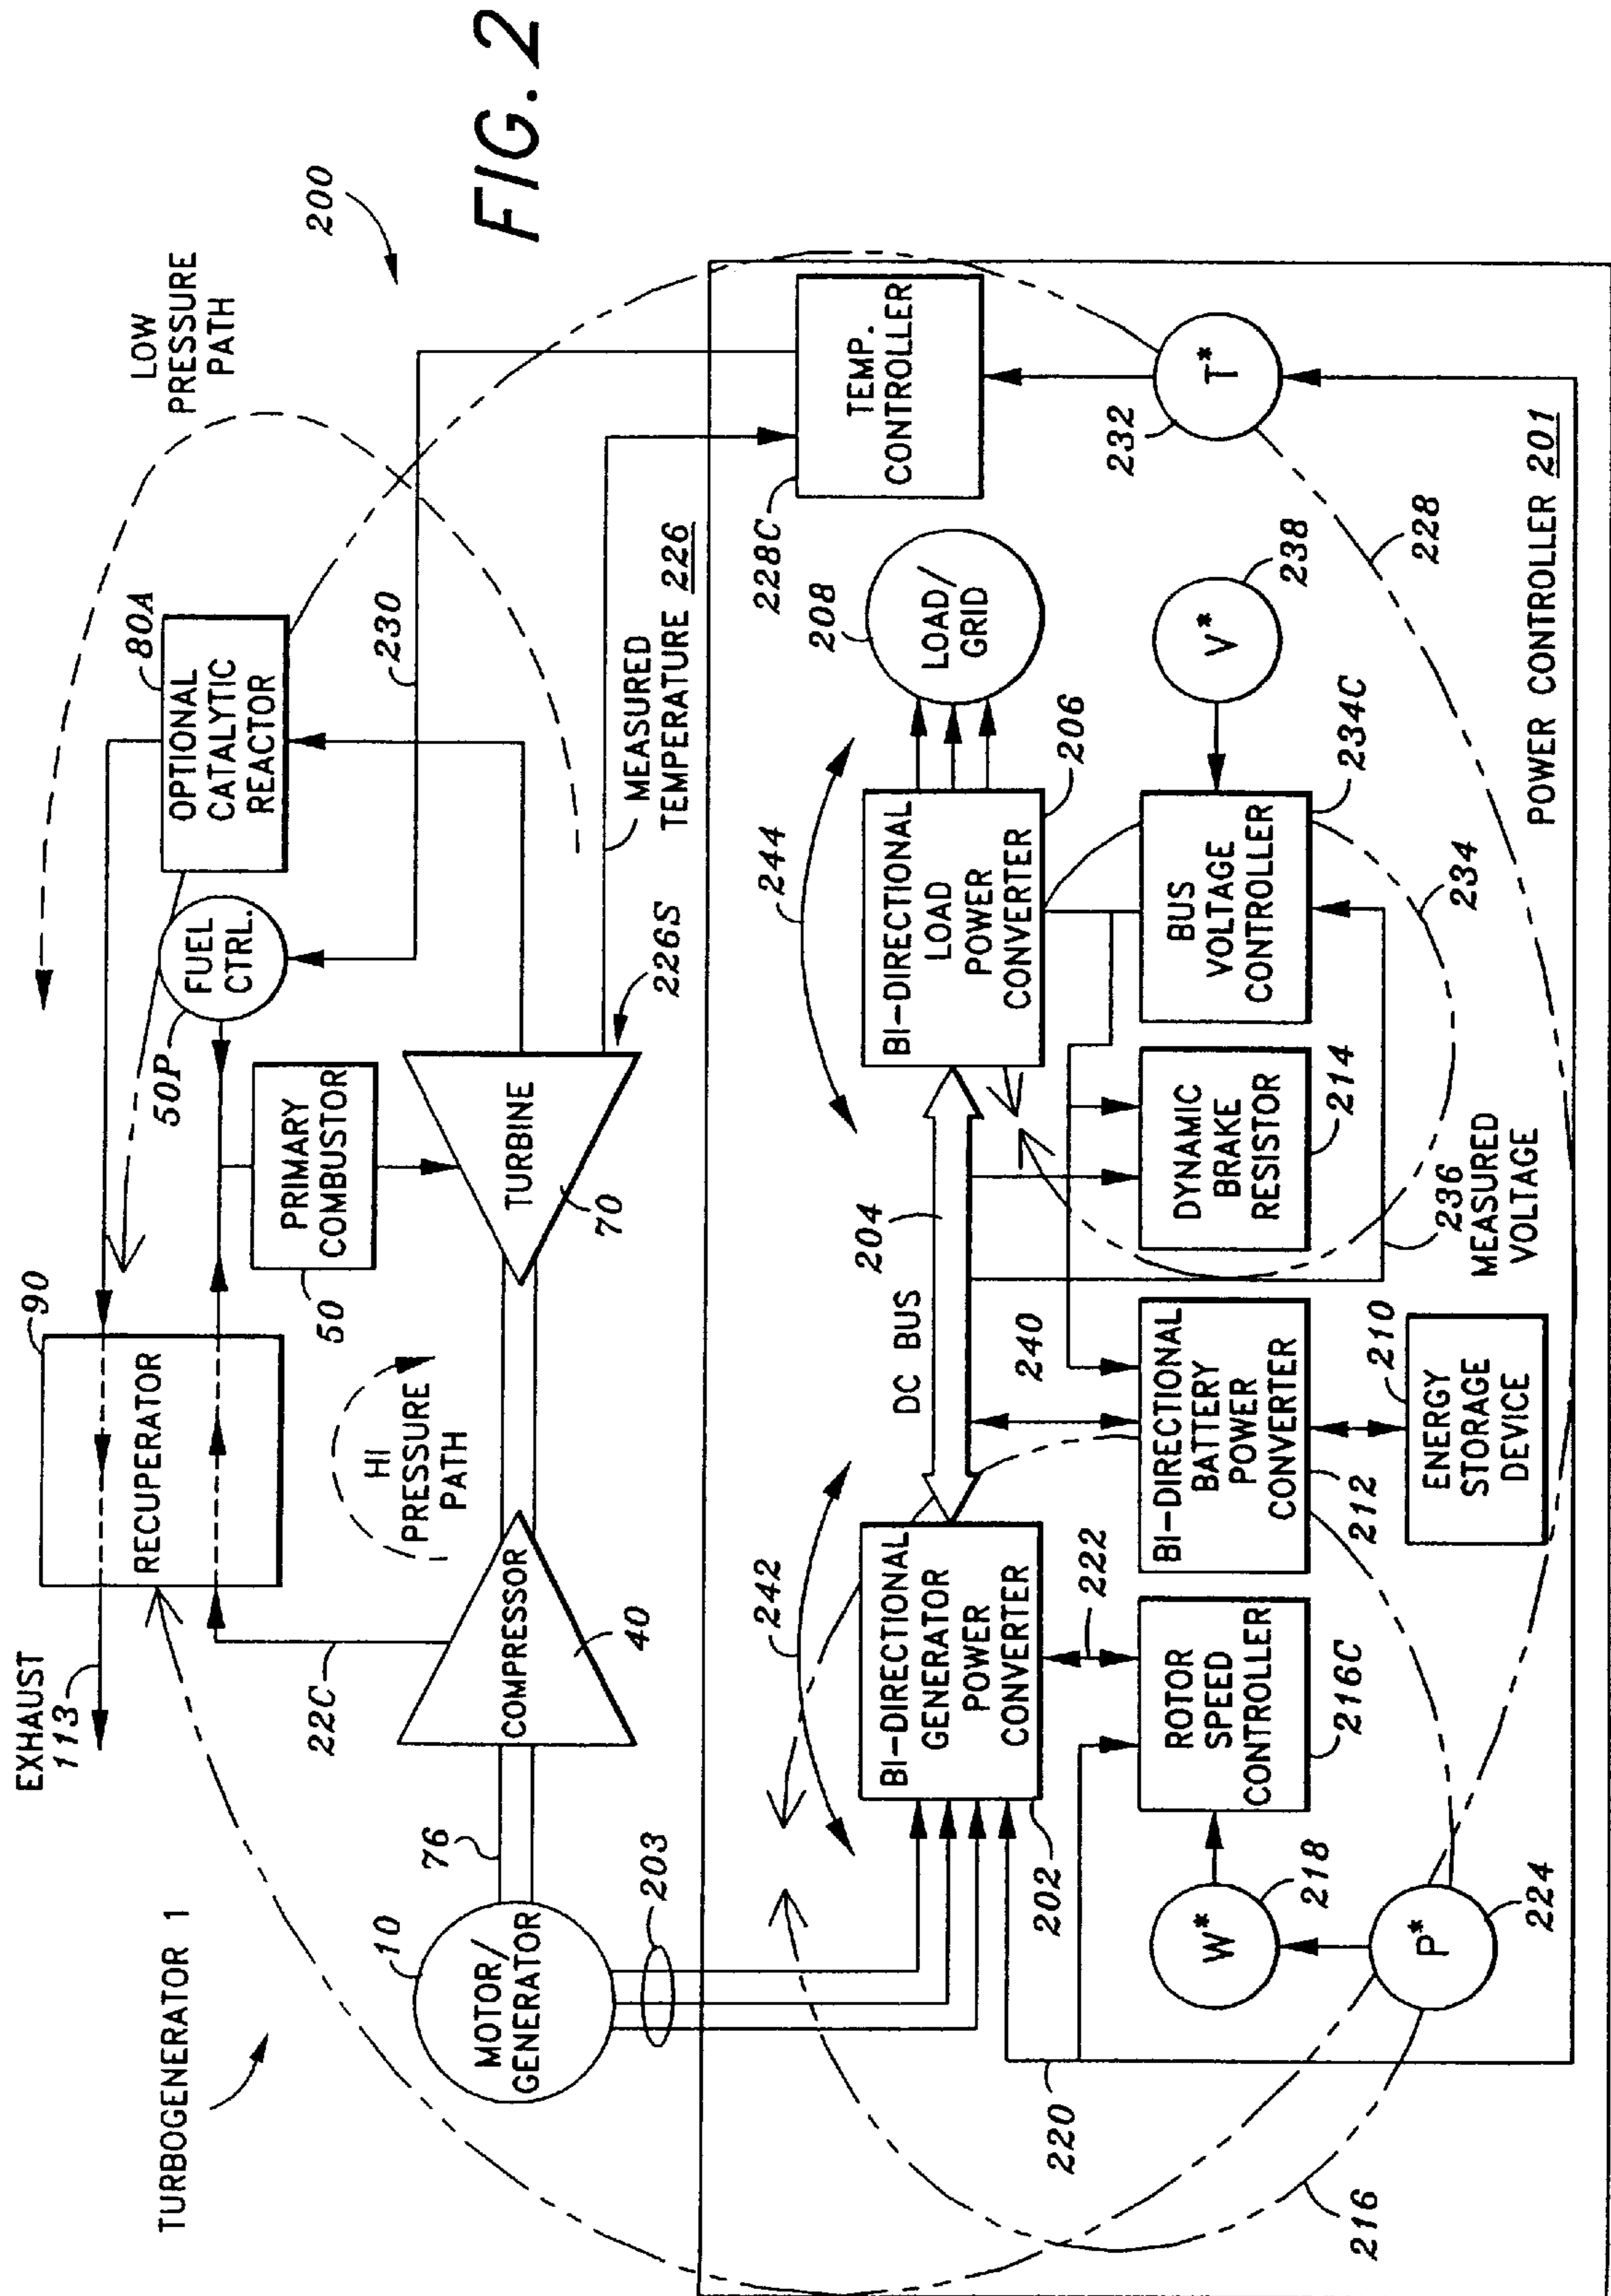 FIG. 2
200
TURBOGENERATOR 1
EXHAUST
113
LOW
PRESSURE
PATH
90
RECUPERATOR
50P
FUEL
CTRL.
80A
OPTIONAL
CATALYTIC
REACTOR
230
22C
HI
PRESSURE
PATH
50
PRIMARY
COMBUSTOR
10
MOTOR/
GENERATOR
76
COMPRESSOR
40
TURBINE
70
226S
MEASURED
TEMPERATURE 226
203
242
244
228C
TEMP.
CONTROLLER
202
BI-DIRECTIONAL
GENERATOR
POWER
CONVERTER
DC BUS
204
BI-DIRECTIONAL
LOAD
POWER
CONVERTER
206
208
LOAD/
GRID
220
222
240
W*
218
ROTOR
SPEED
CONTROLLER
216C
BI-DIRECTIONAL
BATTERY
POWER
CONVERTER
212
DYNAMIC
BRAKE
RESISTOR
214
BUS
VOLTAGE
CONTROLLER
234C
V*
238
T*
232
216
P*
224
ENERGY
STORAGE
DEVICE
210
236
MEASURED
VOLTAGE
234
228
POWER CONTROLLER 201